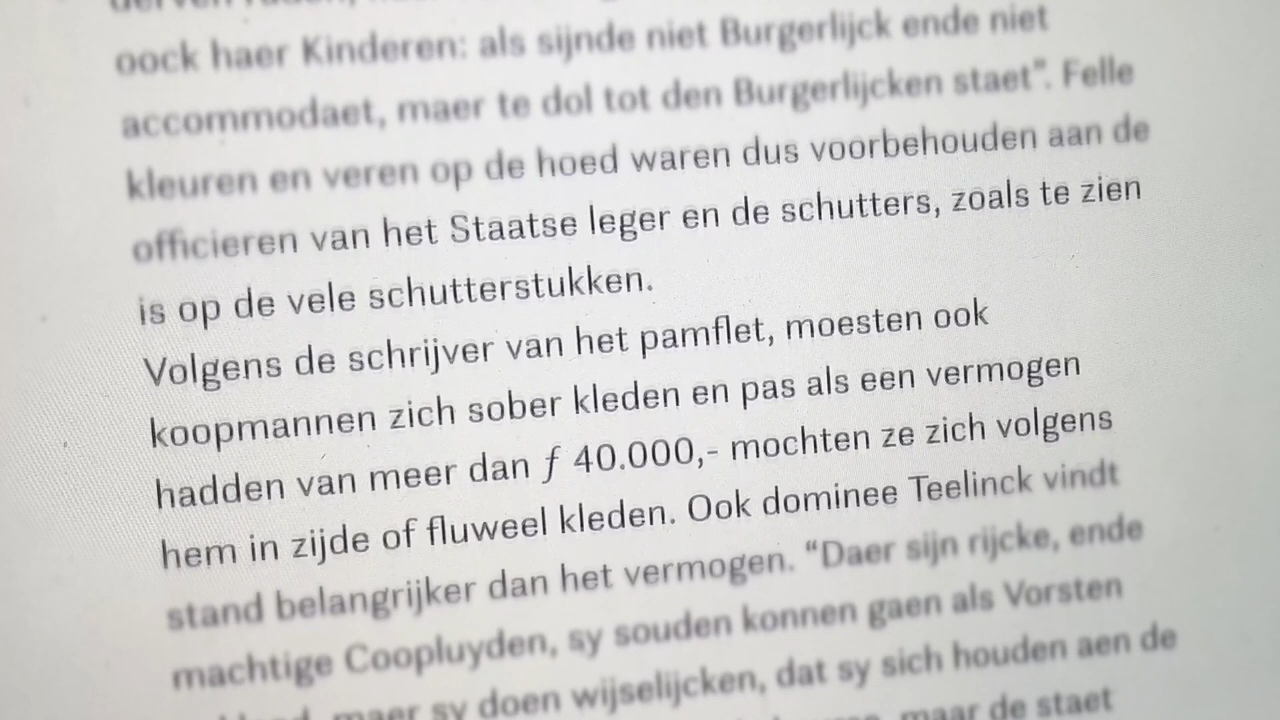 oock haer Kinderen: als sijnde niet Burgerlijck ende niet
accommodaet, maer te dol tot den Burgerlijcken staet”. Felle
kleuren en veren op de hoed waren dus voorbehouden aan de
officieren van het Staatse leger en de schutters, zoals te zien
is op de vele schutterstukken.
Volgens de schrijver van het pamflet, moesten ook
koopmannen zich sober kleden en pas als een vermogen
hadden van meer dan ƒ 40.000,- mochten ze zich volgens
hem in zijde of fluweel kleden. Ook dominee Teelinck vindt
stand belangrijker dan het vermogen. “Daer sijn rijcke, ende
machtige Coopluyden, sy souden konnen gaen als Vorsten
maer sy doen wijselijcken, dat sy sich houden aen de
maar de staet